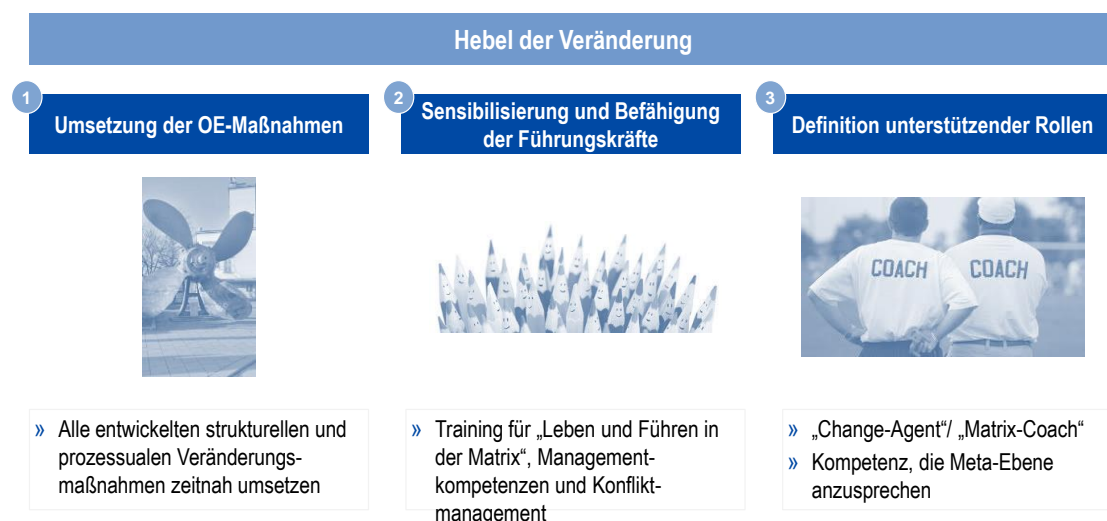 Hebel der Veränderung
1
Umsetzung der OE-Maßnahmen
2
Sensibilisierung und Befähigung
der Führungskräfte
3
Definition unterstützender Rollen
COACH
COACH
» Alle entwickelten strukturellen und
prozessualen Veränderungs-
maßnahmen zeitnah umsetzen
» Training für „Leben und Führen in
der Matrix“, Management-
kompetenzen und Konflikt-
management
» „Change-Agent“/ „Matrix-Coach“
» Kompetenz, die Meta-Ebene
anzusprechen